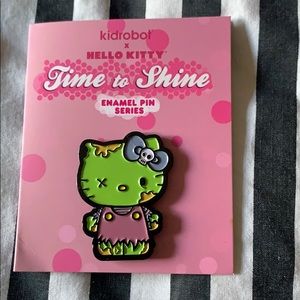 kidrobot
x
HELLO KITTY
Time to Shine
ENAMEL PIN
SERIES